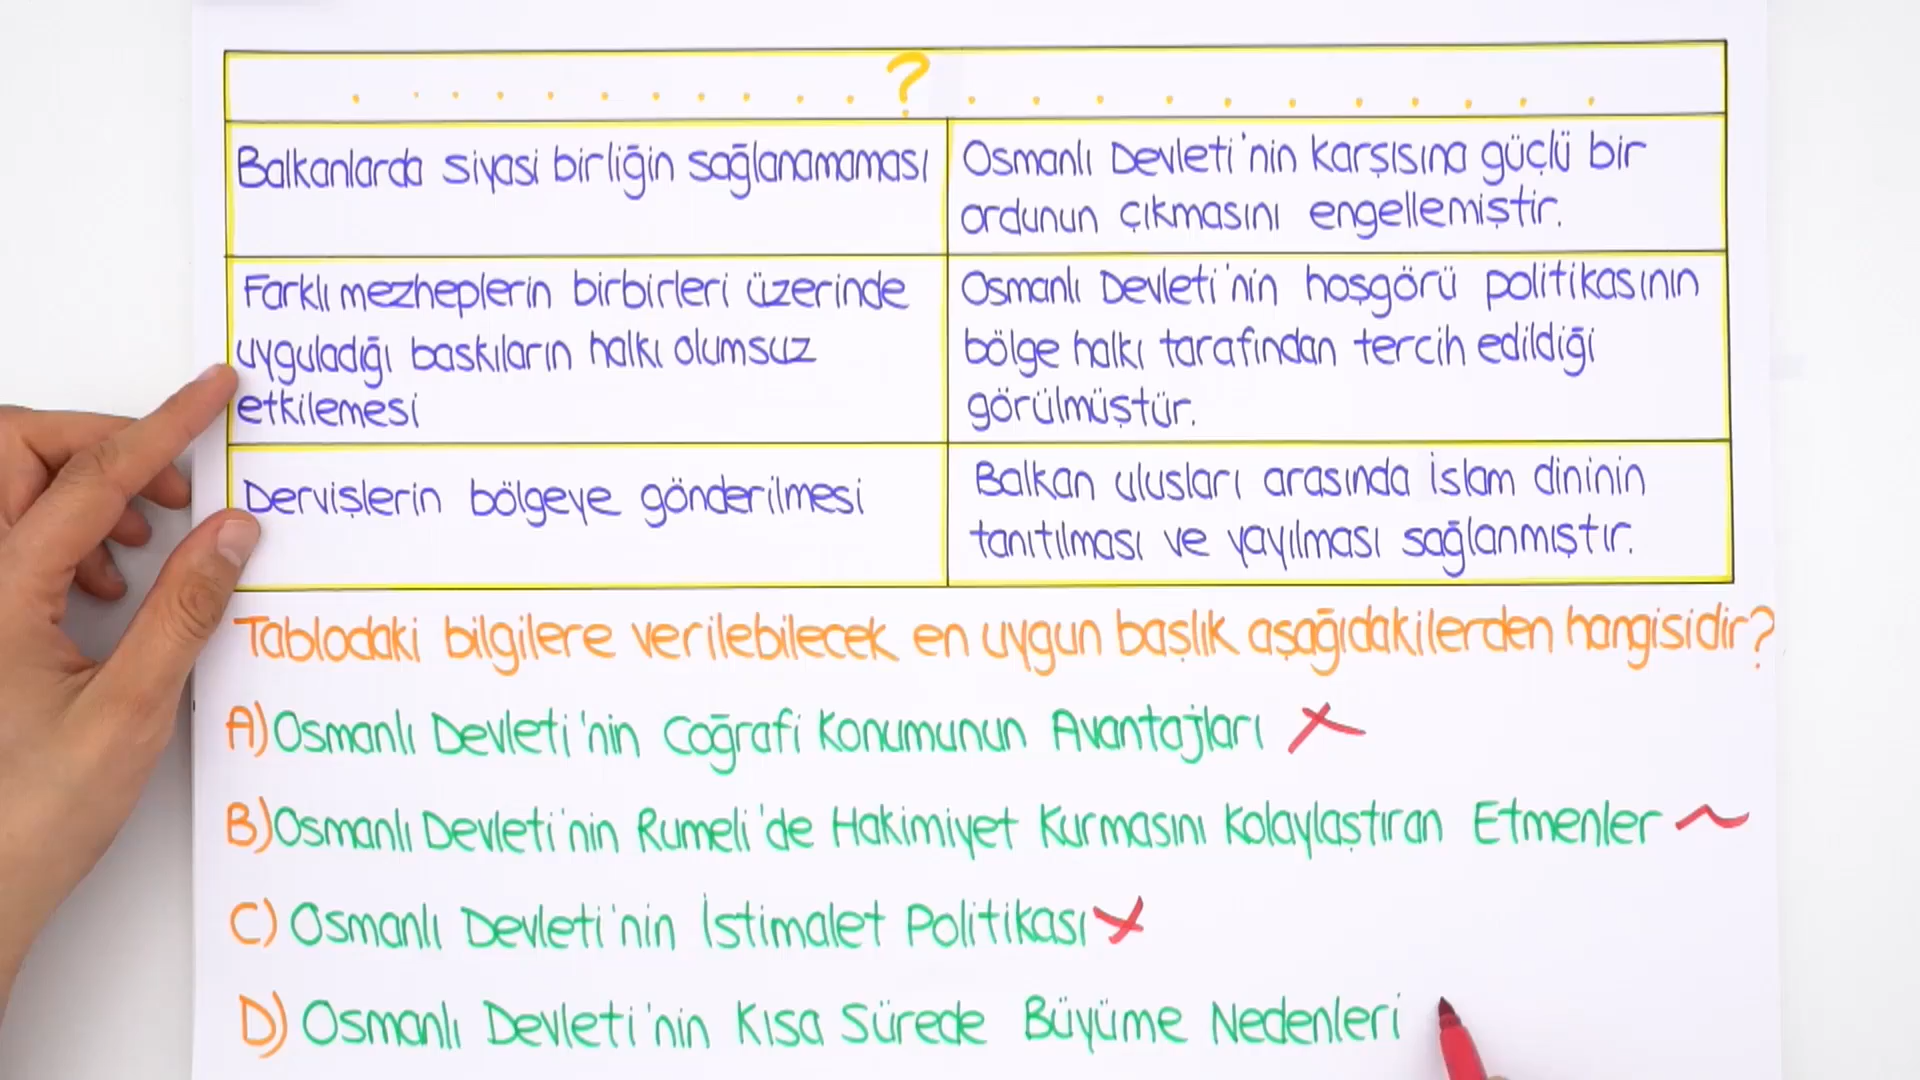 ?
Balkanlarda siyasi birliğin sağlanamaması
Osmanlı Devleti'nin karşısına güçlü bir
ordunun çıkmasını engellemiştir.
Farklı mezheplerin birbirleri üzerinde
uyguladığı baskıların halkı olumsuz
etkilemesi
Osmanlı Devleti'nin hoşgörü politikasının
bölge halkı tarafından tercih edildiği
görülmüştür.
Dervişlerin bölgeye gönderilmesi
Balkan ulusları arasında İslam dininin
tanıtılması ve yayılması sağlanmıştır.
Tablodaki bilgilere verilebilecek en uygun başlık aşağıdakilerden hangisidir?
A) Osmanlı Devleti'nin Coğrafi Konumunun Avantajları
B) Osmanlı Devleti'nin Rumeli'de Hakimiyet Kurmasını Kolaylaştıran Etmenler
C) Osmanlı Devleti'nin İstimalet Politikası
D) Osmanlı Devleti'nin Kısa Sürede Büyüme Nedenleri